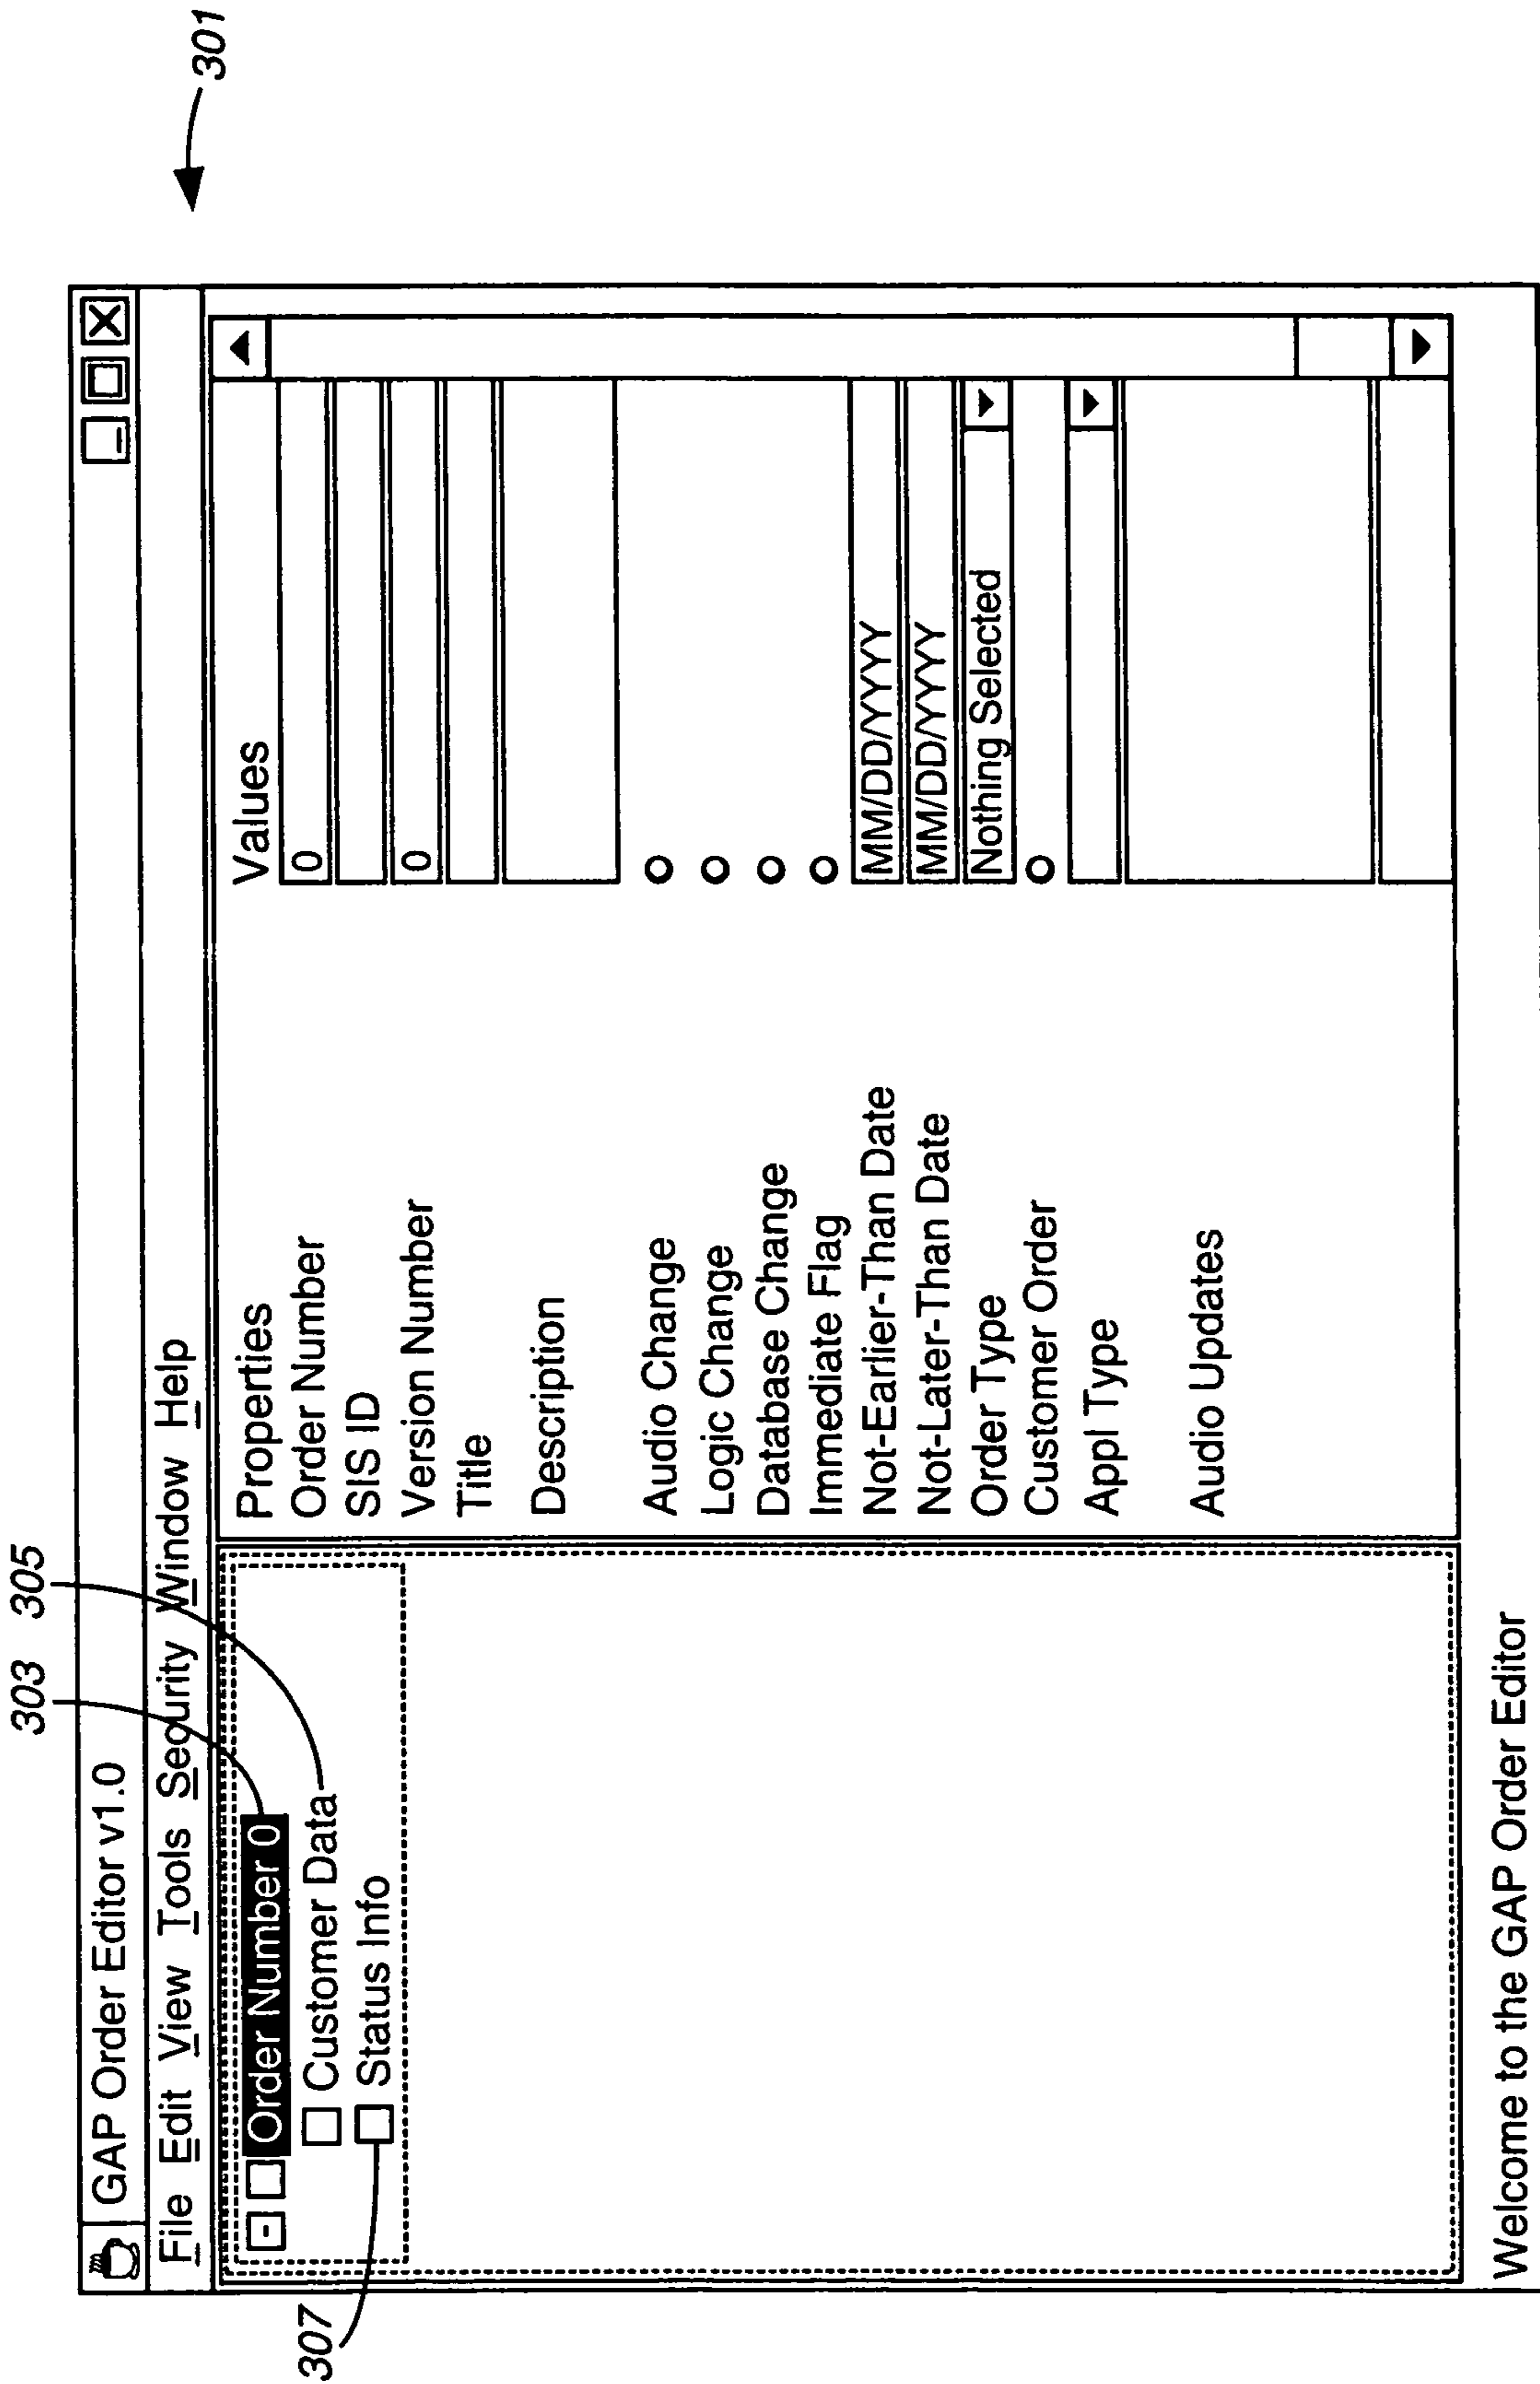 301
GAP Order Editor v1.0
303 305
File Edit View Tools Security Window Help
Order Number 0
Customer Data
Status Info
307
Properties Values
Order Number 0
SIS ID
Version Number 0
Title
Description
Audio Change
Logic Change
Database Change
Immediate Flag
Not-Earlier-Than Date MM/DD/YYYY
Not-Later-Than Date MM/DD/YYYY
Order Type Nothing Selected
Customer Order
Appl Type
Audio Updates
Welcome to the GAP Order Editor